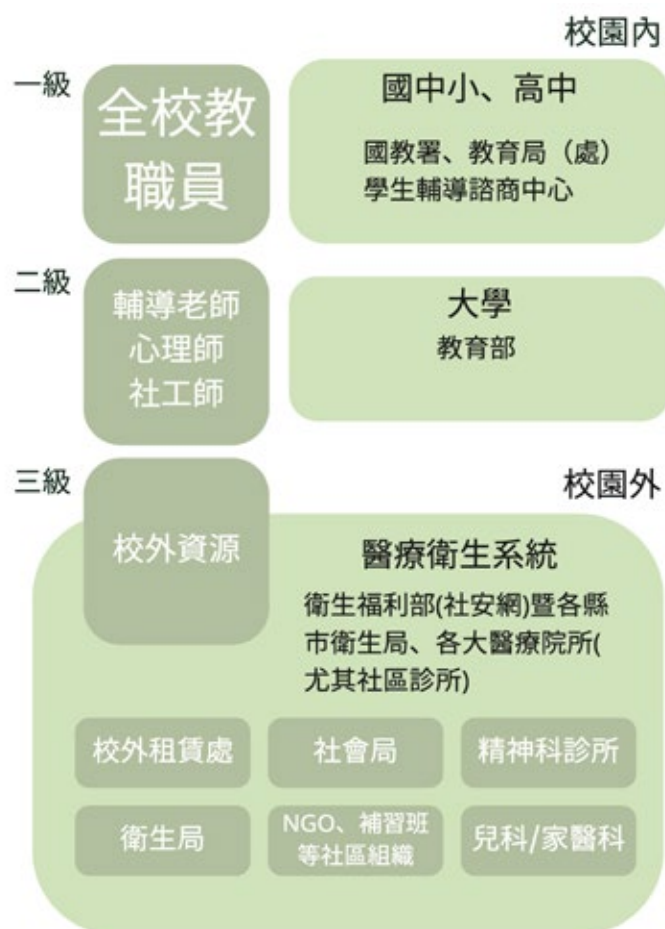 校園內
一級
全校教
職員
國中小、高中
國教署、教育局（處）
學生輔導諮商中心
二級
輔導老師
心理師
社工師
大學
教育部
三級
校園外
校外資源
醫療衛生系統
衛生福利部(社安網)暨各縣
市衛生局、各大醫療院所(
尤其社區診所)
校外租賃處
社會局
精神科診所
衛生局
NGO、補習班
等社區組織
兒科/家醫科